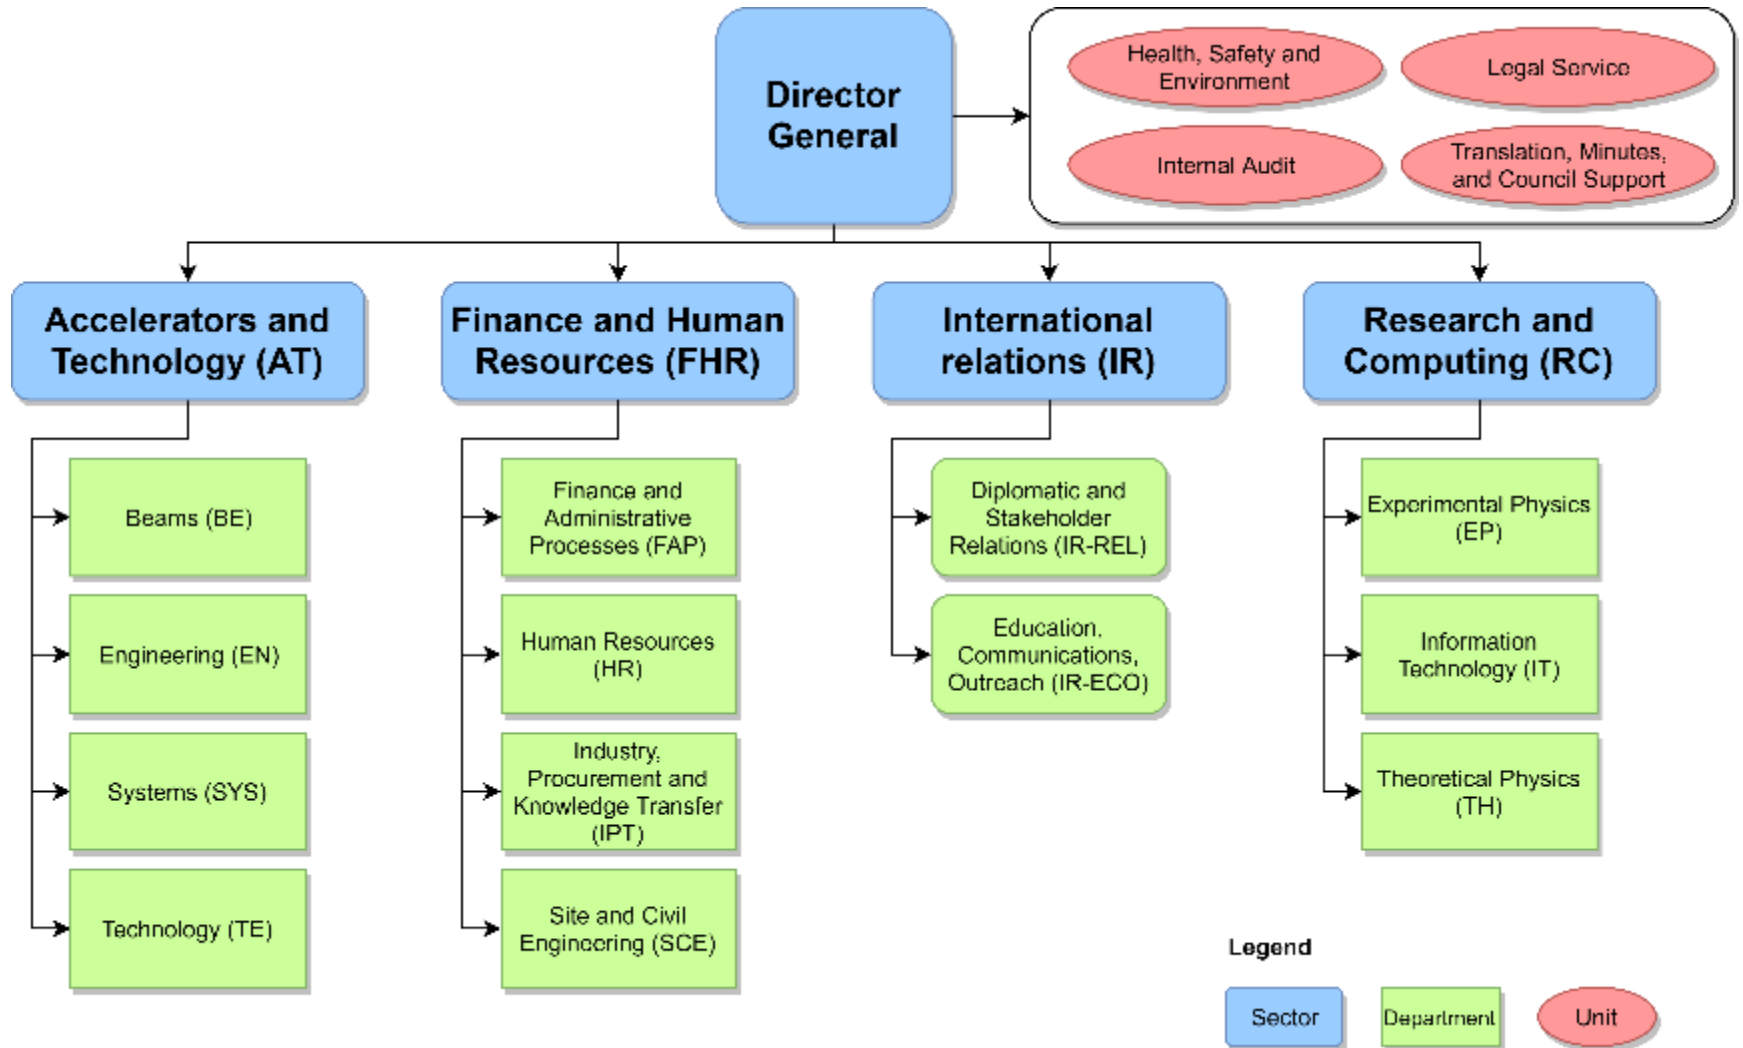 Director
General
Health, Safety and
Environment
Legal Service
Internal Audit
Translation, Minutes,
and Council Support
Accelerators and
Technology (AT)
Finance and Human
Resources (FHR)
International
relations (IR)
Research and
Computing (RC)
Beams (BE)
Engineering (EN)
Systems (SYS)
Technology (TE)
Finance and
Administrative
Processes (FAP)
Human Resources
(HR)
Industry,
Procurement and
Knowledge Transfer
(IPT)
Site and Civil
Engineering (SCE)
Diplomatic and
Stakeholder
Relations (IR-REL)
Education,
Communications,
Outreach (IR-ECO)
Experimental Physics
(EP)
Information
Technology (IT)
Theoretical Physics
(TH)
Legend
Sector
Department
Unit